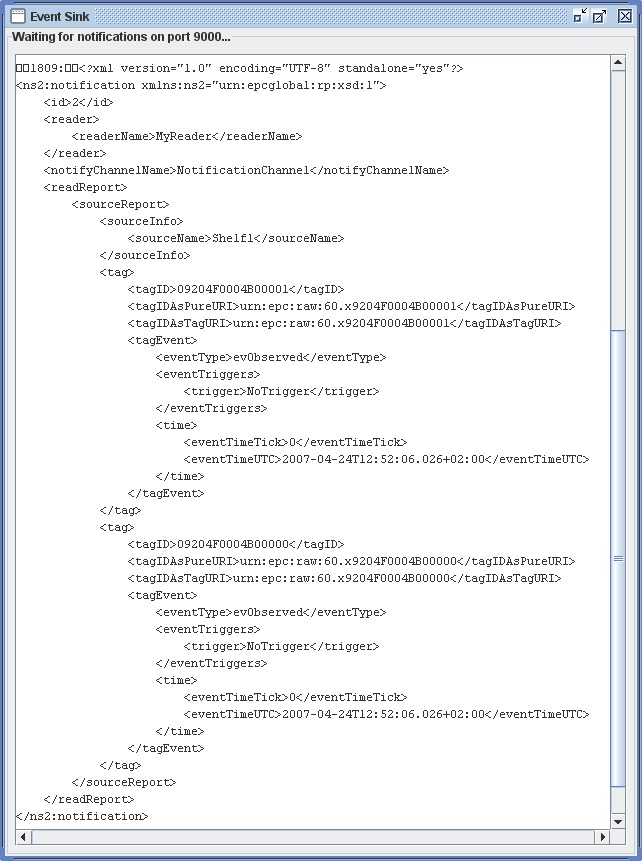 Event Sink
Waiting for notifications on port 9000...
□□1809:□□<?xml version="1.0" encoding="UTF-8" standalone="yes"?>
<ns2:notification xmlns:ns2="urn:epcglobal:rp:xsd:1">
    <id>2</id>
    <reader>
        <readerName>MyReader</readerName>
    </reader>
    <notifyChannelName>NotificationChannel</notifyChannelName>
    <readReport>
        <sourceReport>
            <sourceInfo>
                <sourceName>Shelf1</sourceName>
            </sourceInfo>
            <tag>
                <tagID>09204F0004B00001</tagID>
                <tagIDAsPureURI>urn:epc:raw:60.x9204F0004B00001</tagIDAsPureURI>
                <tagIDAsTagURI>urn:epc:raw:60.x9204F0004B00001</tagIDAsTagURI>
                <tagEvent>
                    <eventType>evObserved</eventType>
                    <eventTriggers>
                        <trigger>NoTrigger</trigger>
                    </eventTriggers>
                    <time>
                        <eventTimeTick>0</eventTimeTick>
                        <eventTimeUTC>2007-04-24T12:52:06.026+02:00</eventTimeUTC>
                    </time>
                </tagEvent>
            </tag>
            <tag>
                <tagID>09204F0004B00000</tagID>
                <tagIDAsPureURI>urn:epc:raw:60.x9204F0004B00000</tagIDAsPureURI>
                <tagIDAsTagURI>urn:epc:raw:60.x9204F0004B00000</tagIDAsTagURI>
                <tagEvent>
                    <eventType>evObserved</eventType>
                    <eventTriggers>
                        <trigger>NoTrigger</trigger>
                    </eventTriggers>
                    <time>
                        <eventTimeTick>0</eventTimeTick>
                        <eventTimeUTC>2007-04-24T12:52:06.026+02:00</eventTimeUTC>
                    </time>
                </tagEvent>
            </tag>
        </sourceReport>
    </readReport>
</ns2:notification>